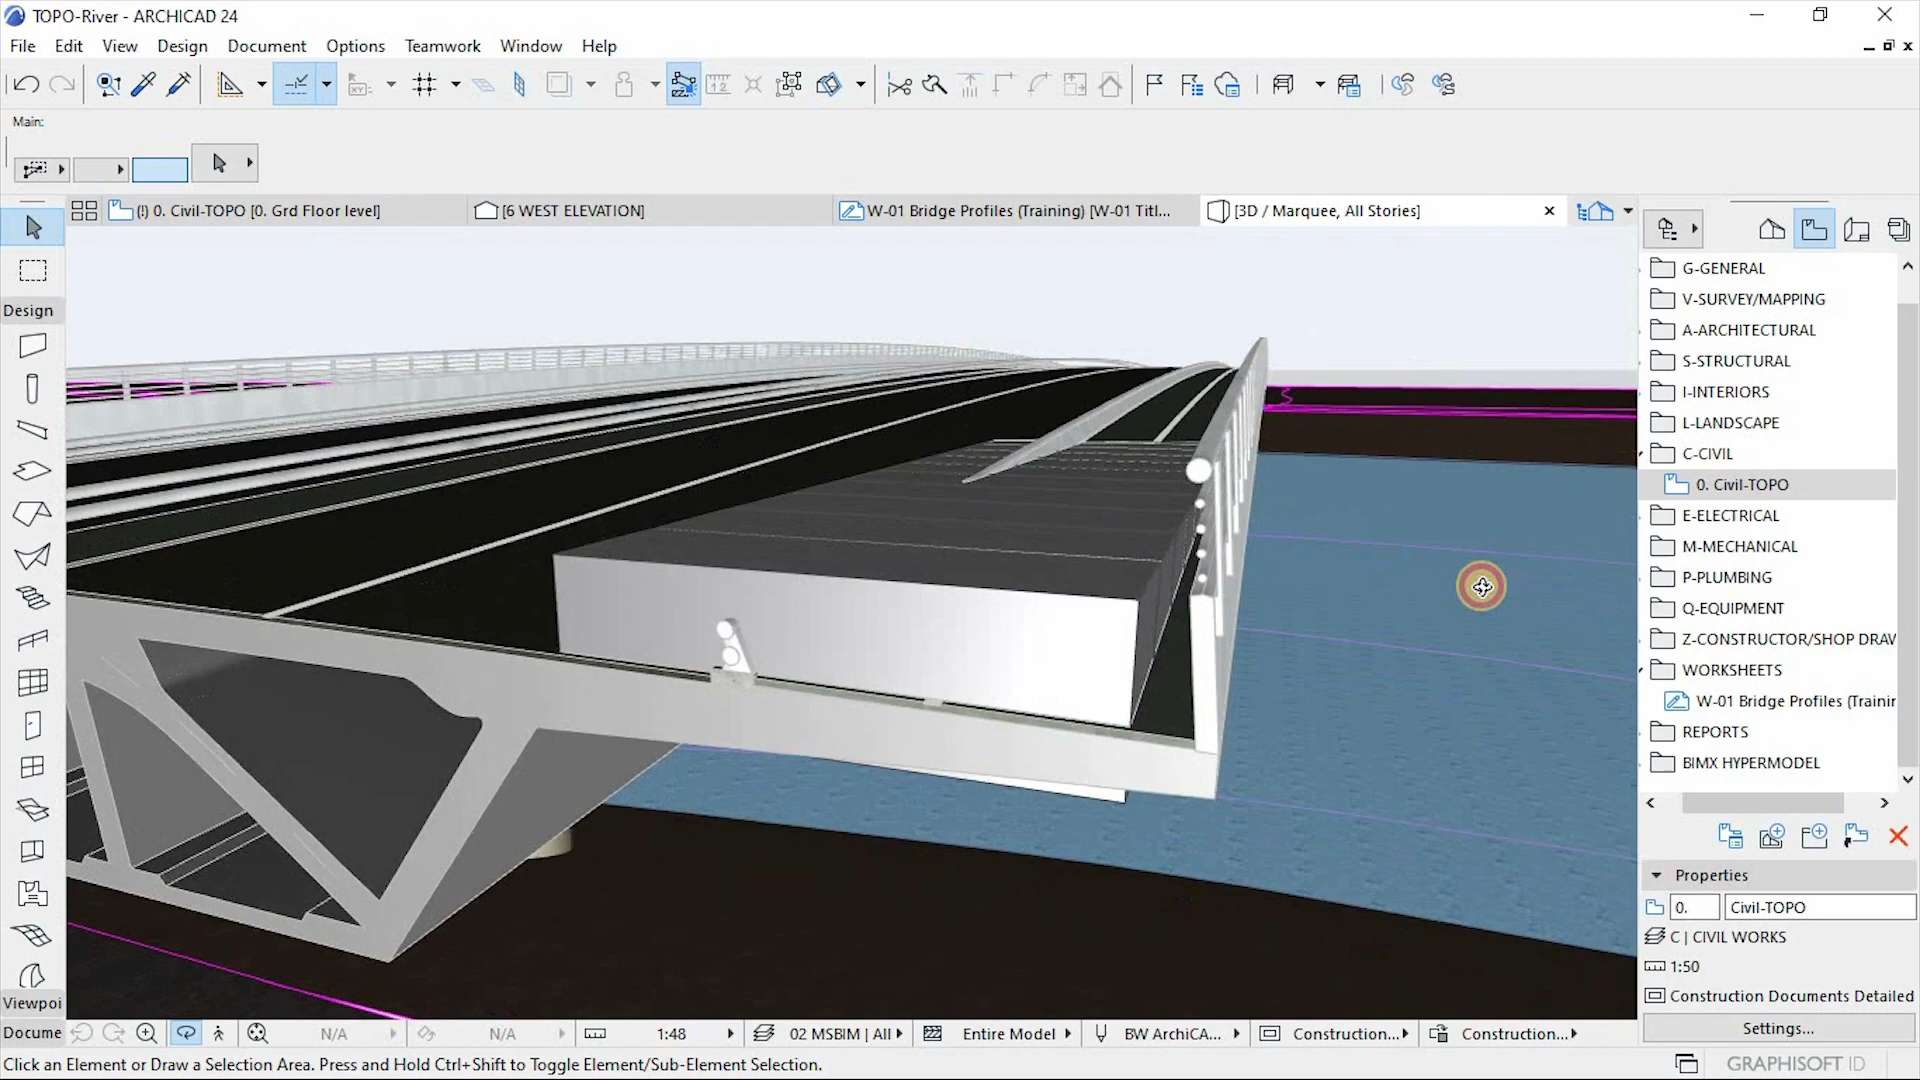 TOPO-River - ARCHICAD 24
File Edit View Design Document Options Teamwork Window Help
Main:
(!) 0. Civil-TOPO [0. Grd Floor level]
[6 WEST ELEVATION]
W-01 Bridge Profiles (Training) [W-01 Titl...
[3D / Marquee, All Stories]
G-GENERAL
V-SURVEY/MAPPING
Design
A-ARCHITECTURAL
S-STRUCTURAL
I-INTERIORS
L-LANDSCAPE
C-CIVIL
0. Civil-TOPO
E-ELECTRICAL
M-MECHANICAL
P-PLUMBING
Q-EQUIPMENT
Z-CONSTRUCTOR/SHOP DRAW
WORKSHEETS
W-01 Bridge Profiles (Trainin
REPORTS
BIMX HYPERMODEL
Properties
0. Civil-TOPO
C | CIVIL WORKS
1:50
Construction Documents Detailed
Settings...
Viewpoi
Docume
N/A
N/A
1:48
02 MSBIM | All
Entire Model
BW ArchiCA...
Construction...
Construction...
Click an Element or Draw a Selection Area. Press and Hold Ctrl+Shift to Toggle Element/Sub-Element Selection.
GRAPHISOFT ID